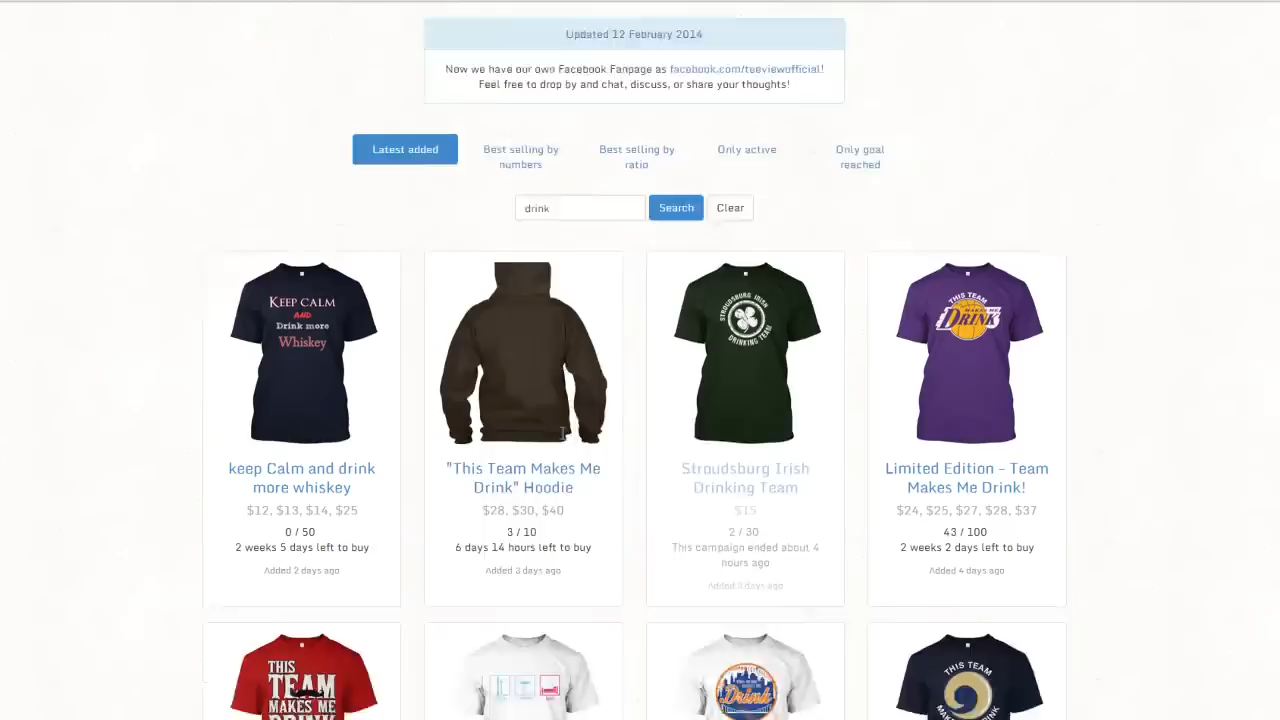 Updated 12 February 2014
Now we have our own Facebook Fanpage as facebook.com/teeviewofficial!
Feel free to drop by and chat, discuss, or share your thoughts!
Latest added
Best selling by
numbers
Best selling by
ratio
Only active
Only goal
reached
drink
Search
Clear
KEEP CALM
AND
Drink more
Whiskey
STROUDSBURG IRISH
DRINKING TEAM
THIS TEAM
MAKES ME
DRINK
keep Calm and drink
more whiskey
$12, $13, $14, $25
0 / 50
2 weeks 5 days left to buy
Added 2 days ago
"This Team Makes Me
Drink" Hoodie
$28, $30, $40
3 / 10
6 days 14 hours left to buy
Added 3 days ago
Stroudsburg Irish
Drinking Team
$15
2 / 30
This campaign ended about 4
hours ago
Added 3 days ago
Limited Edition - Team
Makes Me Drink!
$24, $25, $27, $28, $37
43 / 100
2 weeks 2 days left to buy
Added 4 days ago
THIS
TEAM
MAKES ME
DRINK
Drink
THIS TEAM